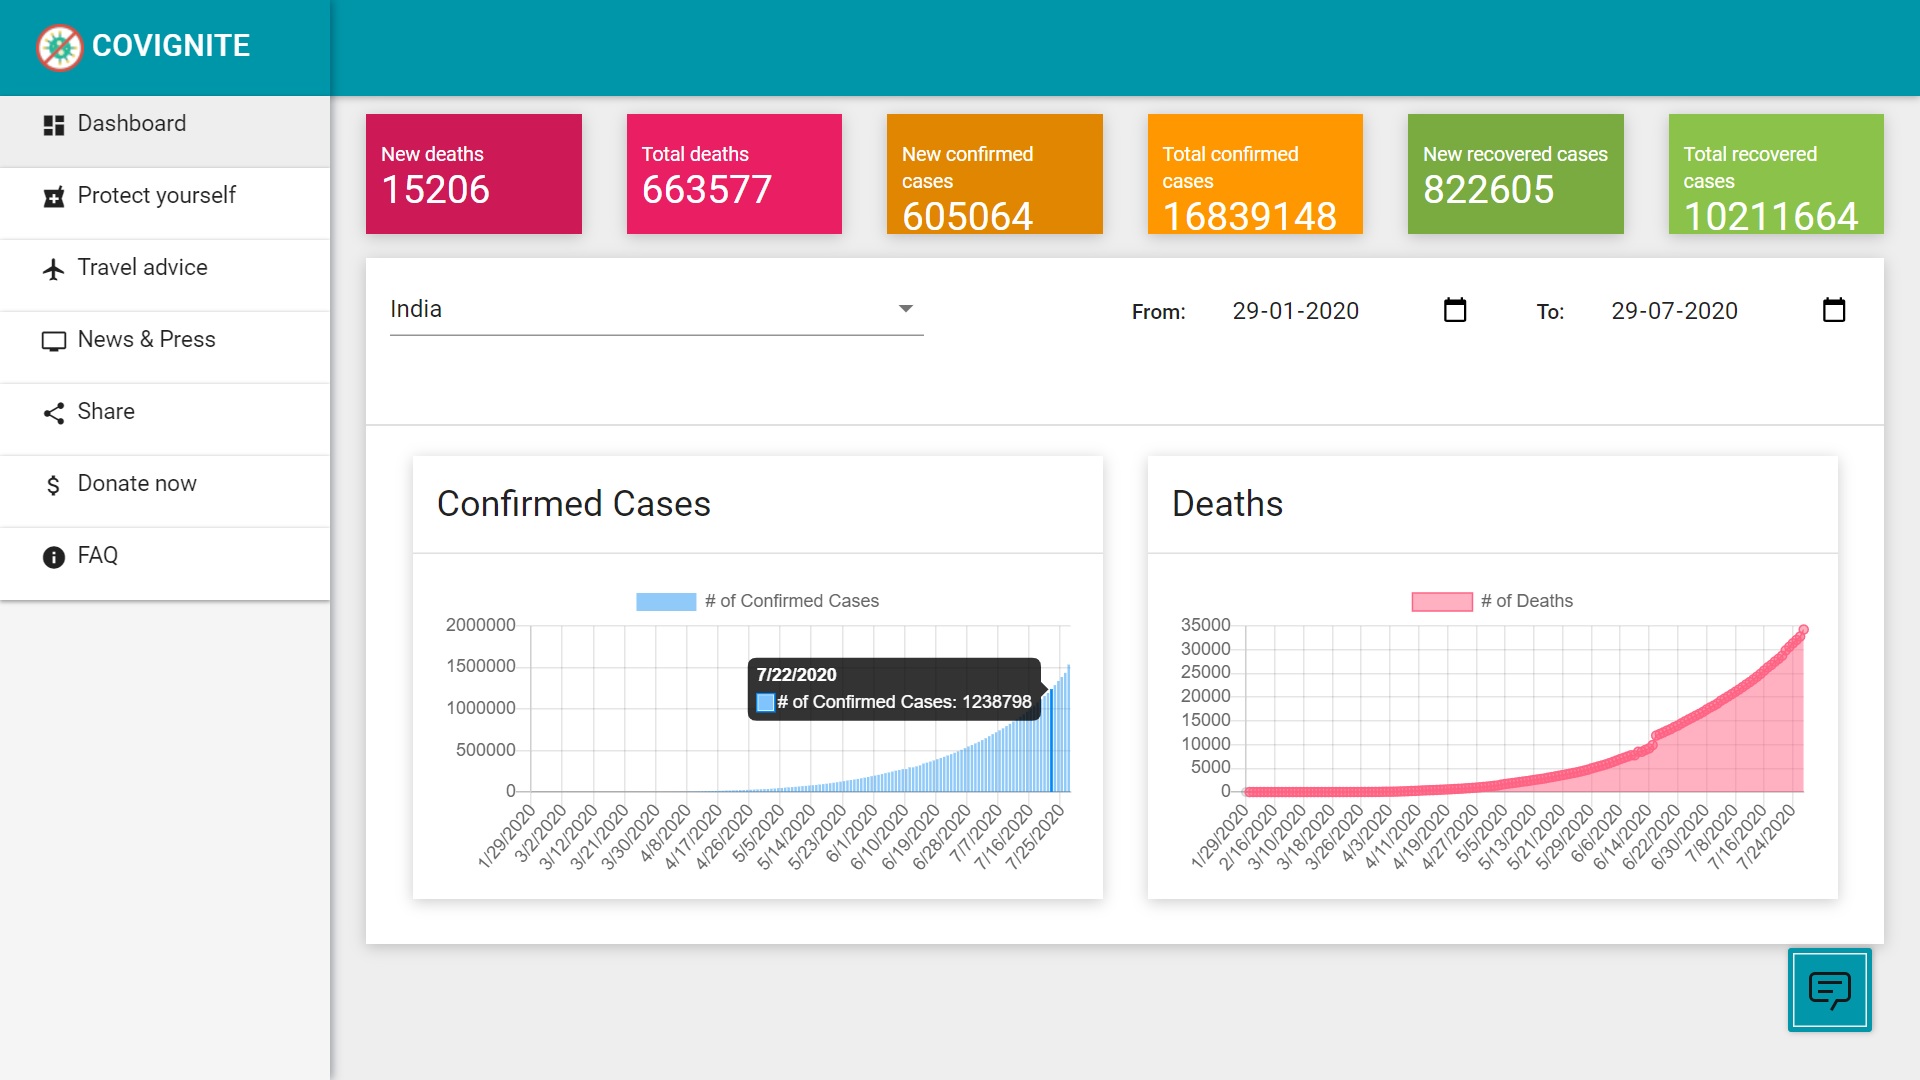 COVIGNITE
Dashboard
Protect yourself
Travel advice
News & Press
Share
Donate now
FAQ
New deaths
15206
Total deaths
663577
New confirmed
cases
605064
Total confirmed
cases
16839148
New recovered cases
822605
Total recovered
cases
10211664
India
From: 29-01-2020
To: 29-07-2020
Confirmed Cases
# of Confirmed Cases
2000000
1500000
1000000
500000
0
7/22/2020
# of Confirmed Cases: 1238798
1/29/2020
3/2/2020
3/12/2020
3/21/2020
3/30/2020
4/8/2020
4/17/2020
4/26/2020
5/5/2020
5/14/2020
5/23/2020
6/1/2020
6/10/2020
6/19/2020
6/28/2020
7/7/2020
7/16/2020
7/25/2020
Deaths
# of Deaths
35000
30000
25000
20000
15000
10000
5000
0
1/29/2020
2/16/2020
3/10/2020
3/18/2020
3/26/2020
4/3/2020
4/11/2020
4/19/2020
4/27/2020
5/5/2020
5/13/2020
5/21/2020
5/29/2020
6/6/2020
6/14/2020
6/22/2020
6/30/2020
7/8/2020
7/16/2020
7/24/2020